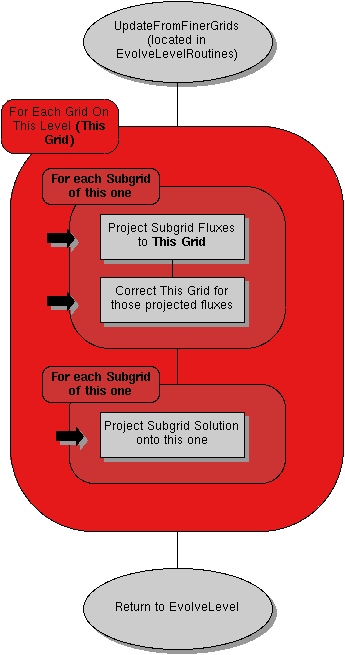 UpdateFromFinerGrids
(located in
EvolveLevelRoutines)
For Each Grid On
This Level (This
Grid)
For each Subgrid
of this one
Project Subgrid Fluxes
to This Grid
Correct This Grid for
those projected fluxes
For each Subgrid
of this one
Project Subgrid Solution
onto this one
Return to EvolveLevel